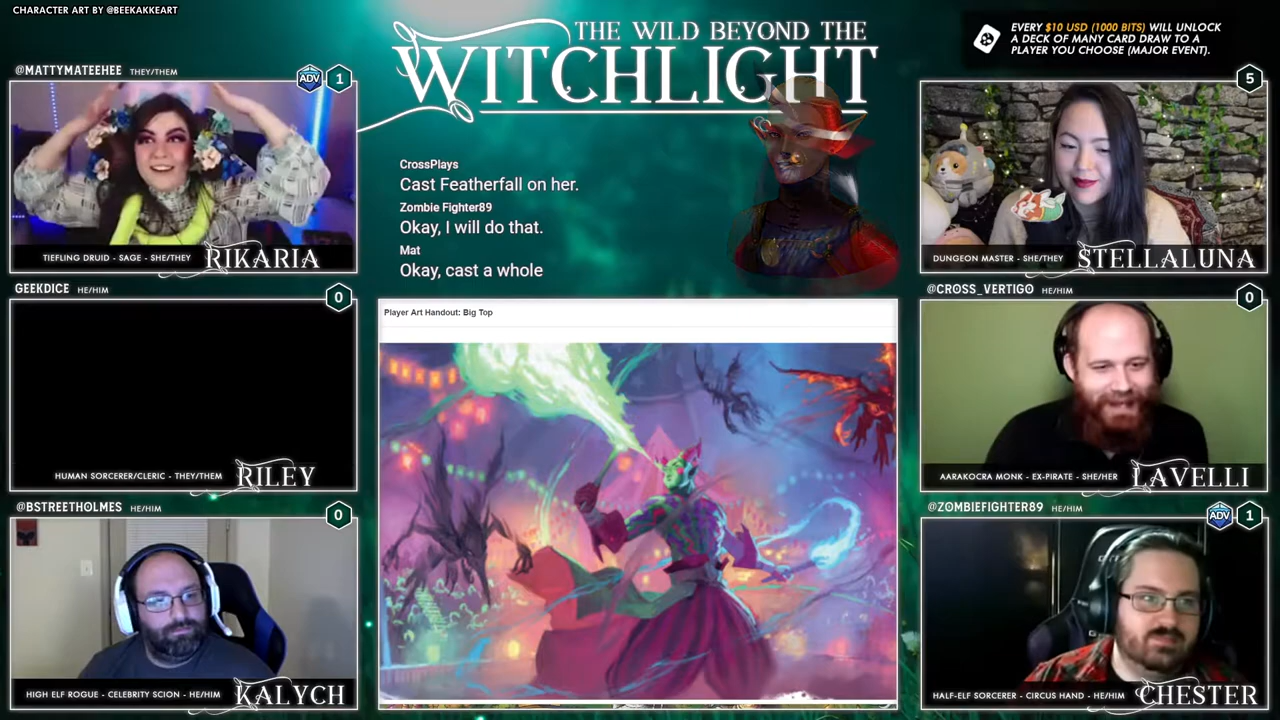 CHARACTER ART BY @BEEKAKKEART
THE WILD BEYOND THE
WITCHLIGHT
EVERY $10 USD (1000 BITS) WILL UNLOCK
A DECK OF MANY CARD DRAW TO A
PLAYER YOU CHOOSE (MAJOR EVENT).
@MATTYMATEEHEE THEY/THEM
ADV
1
TIEFLING DRUID - SAGE - SHE/THEY
RIKARIA
CrossPlays
Cast Featherfall on her.
Zombie Fighter89
Okay, I will do that.
Mat
Okay, cast a whole
5
DUNGEON MASTER - SHE/THEY
STELLALUNA
GEEKDICE HE/HIM
0
HUMAN SORCERER/CLERIC - THEY/THEM
RILEY
Player Art Handout: Big Top
@CROSS_VERTIGO HE/HIM
0
AARAKOCRA MONK - EX-PIRATE - SHE/HER
LAVELLI
@BSTREETHOLMES HE/HIM
0
HIGH ELF ROGUE - CELEBRITY SCION - HE/HIM
KALYCH
@ZOMBIEFIGHTER89 HE/HIM
ADV
1
HALF-ELF SORCERER - CIRCUS HAND - HE/HIM
CHESTER